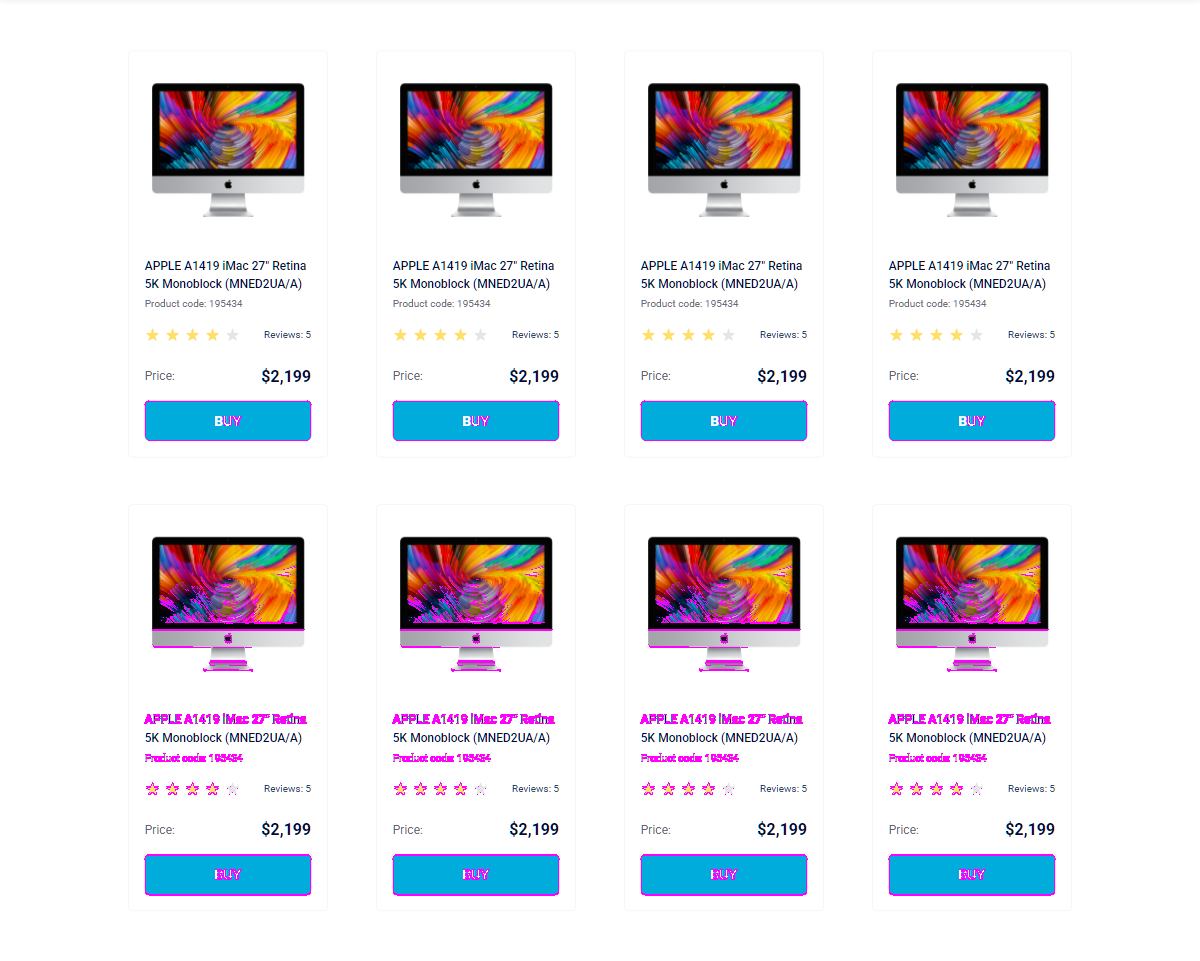 APPLE A1419 iMac 27" Retina
5K Monoblock (MNED2UA/A)
Product code: 195434
Reviews: 5
Price: $2,199
BUY
APPLE A1419 iMac 27" Retina
5K Monoblock (MNED2UA/A)
Product code: 195434
Reviews: 5
Price: $2,199
BUY
APPLE A1419 iMac 27" Retina
5K Monoblock (MNED2UA/A)
Product code: 195434
Reviews: 5
Price: $2,199
BUY
APPLE A1419 iMac 27" Retina
5K Monoblock (MNED2UA/A)
Product code: 195434
Reviews: 5
Price: $2,199
BUY
APPLE A1419 iMac 27" Retina
5K Monoblock (MNED2UA/A)
Product code: 195434
Reviews: 5
Price: $2,199
BUY
APPLE A1419 iMac 27" Retina
5K Monoblock (MNED2UA/A)
Product code: 195434
Reviews: 5
Price: $2,199
BUY
APPLE A1419 iMac 27" Retina
5K Monoblock (MNED2UA/A)
Product code: 195434
Reviews: 5
Price: $2,199
BUY
APPLE A1419 iMac 27" Retina
5K Monoblock (MNED2UA/A)
Product code: 195434
Reviews: 5
Price: $2,199
BUY